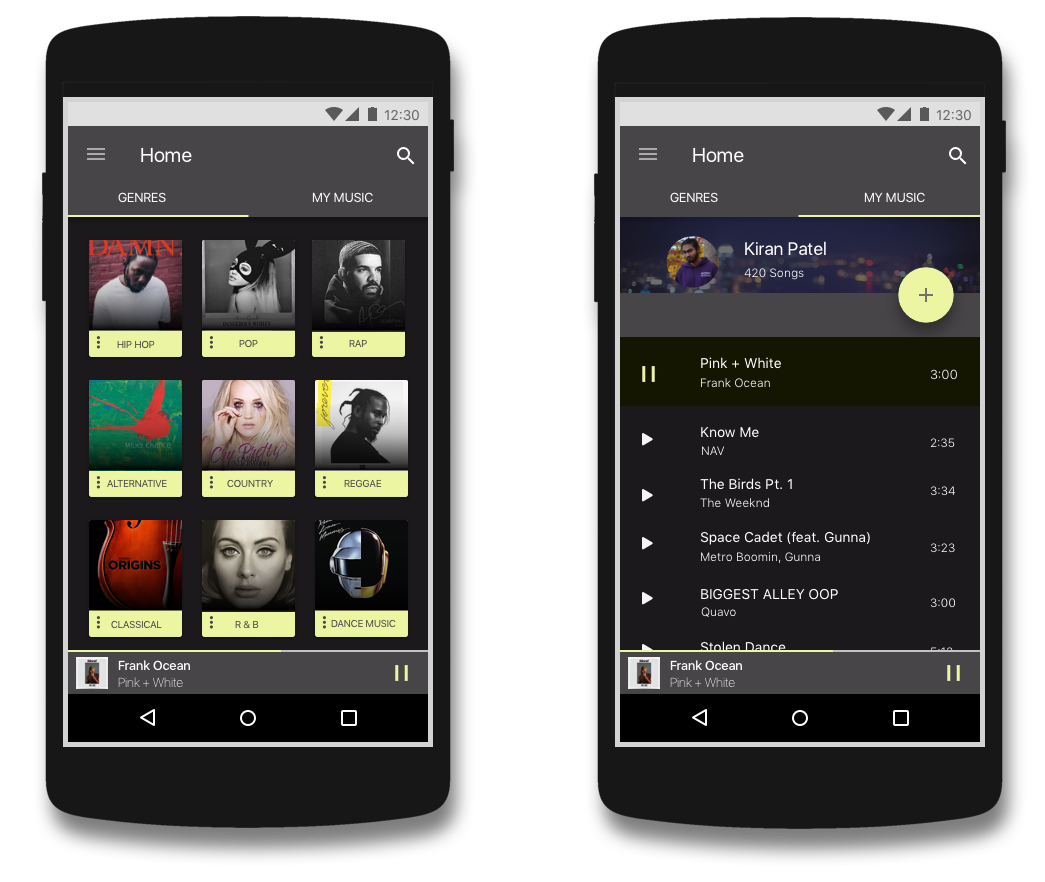 12:30
Home
GENRES MY MUSIC
DAMN.
HIP HOP
POP
RAP
ALTERNATIVE
Cry Pretty
COUNTRY
REGGAE
ORIGINS
CLASSICAL
R & B
DANCE MUSIC
Frank Ocean
Pink + White
12:30
Home
GENRES MY MUSIC
Kiran Patel
420 Songs
Pink + White
Frank Ocean
3:00
Know Me
NAV
2:35
The Birds Pt. 1
The Weeknd
3:34
Space Cadet (feat. Gunna)
Metro Boomin, Gunna
3:23
BIGGEST ALLEY OOP
Quavo
3:00
Stolen Dance
Frank Ocean
Pink + White